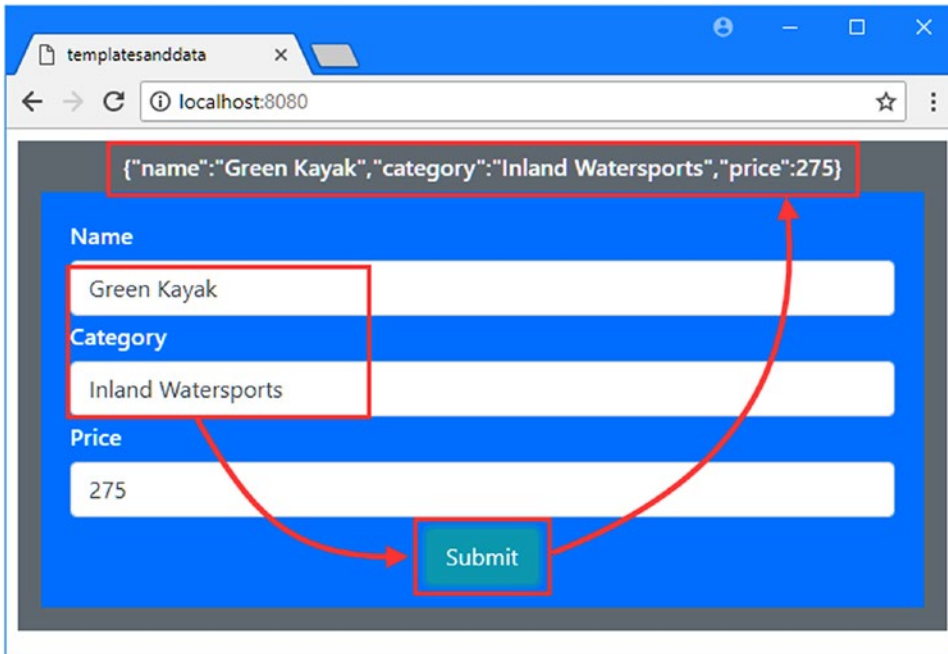 templatesanddata
localhost:8080
{"name":"Green Kayak","category":"Inland Watersports","price":275}
Name
Green Kayak
Category
Inland Watersports
Price
275
Submit